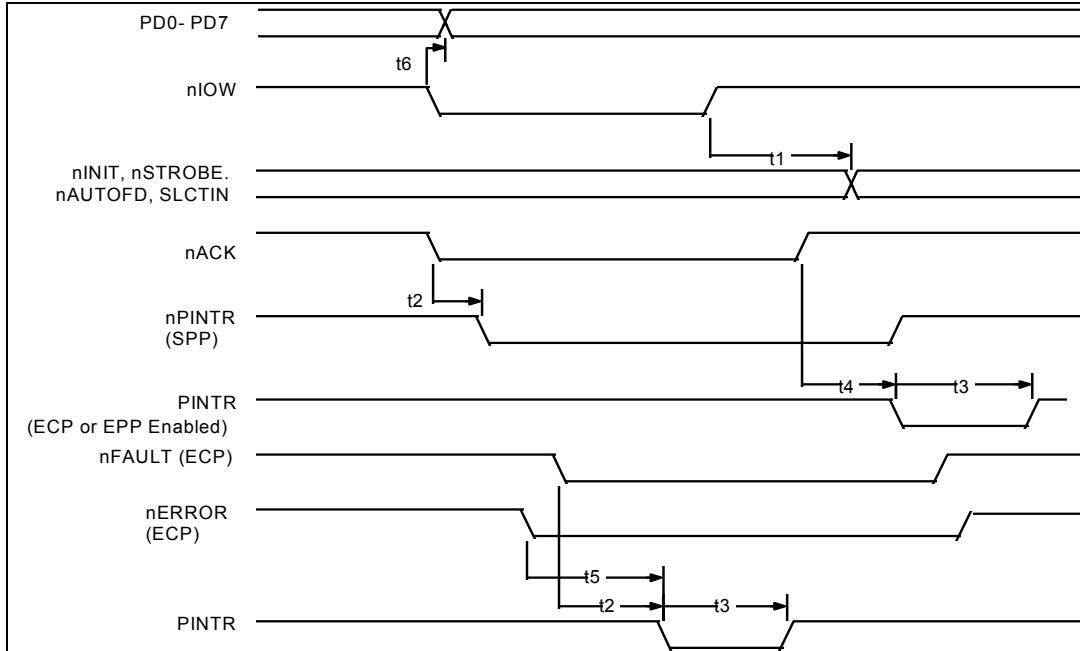 PD0- PD7
t6
nIOW
t1
nINIT, nSTROBE.
nAUTOFD, SLCTIN
nACK
t2
nPINTR
(SPP)
t4
t3
PINTR
(ECP or EPP Enabled)
nFAULT (ECP)
nERROR
(ECP)
t5
t2
t3
PINTR